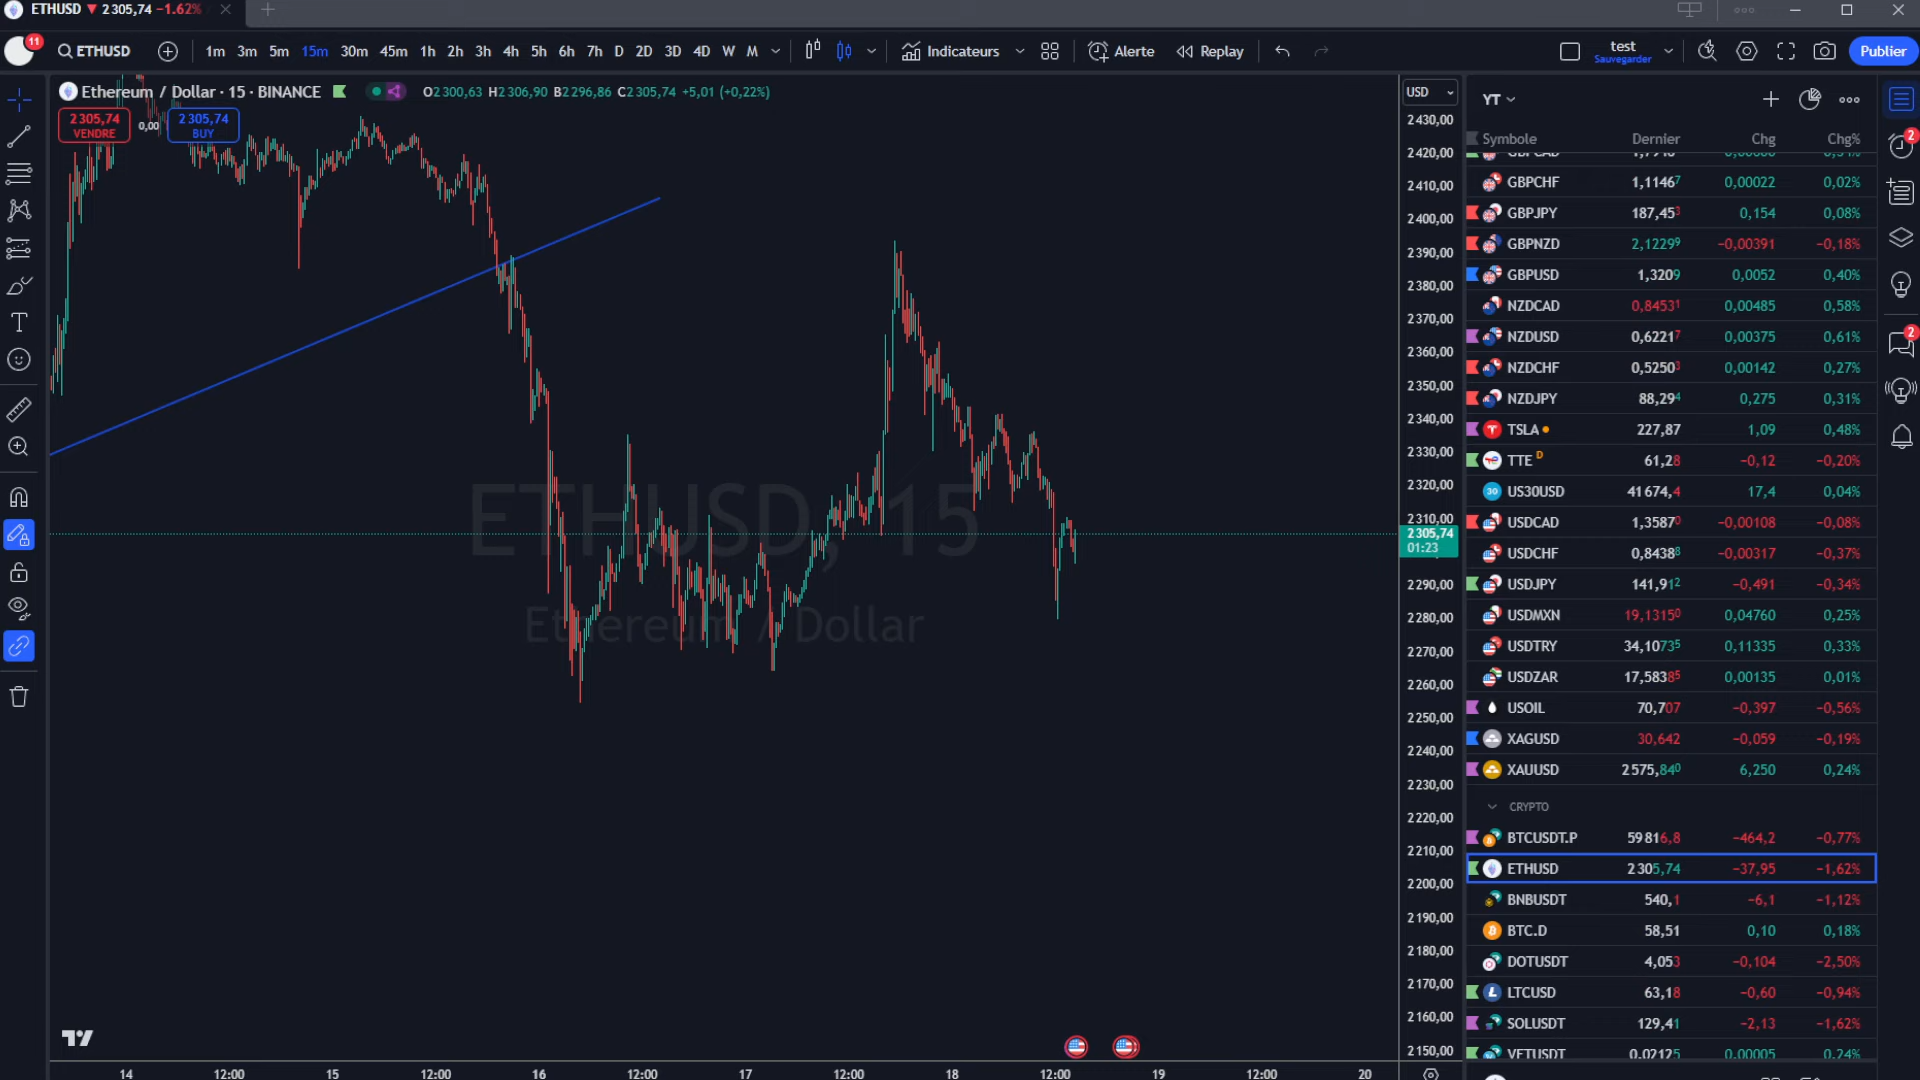 ETHUSD ▼ 2 305,74 −1.62%
11
ETHUSD
1m 3m 5m 15m 30m 45m 1h 2h 3h 4h 5h 6h 7h D 2D 3D 4D W M
Indicateurs
Alerte
Replay
test
Sauvegarder
Publier
Ethereum / Dollar · 15 · BINANCE
O2 300,63 H2 306,90 B2 296,86 C2 305,74 +5,01 (+0,22%)
2 305,74
VENDRE
0,00
2 305,74
BUY
USD
2 430,00
2 420,00
2 410,00
2 400,00
2 390,00
2 380,00
2 370,00
2 360,00
2 350,00
2 340,00
2 330,00
2 320,00
2 310,00
2 305,74
01:23
2 290,00
2 280,00
2 270,00
2 260,00
2 250,00
2 240,00
2 230,00
2 220,00
2 210,00
2 200,00
2 190,00
2 180,00
2 170,00
2 160,00
2 150,00
ETHUSD, 15
Ethereum / Dollar
14 12:00 15 12:00 16 12:00 17 12:00 18 12:00 19 12:00 20
YT
Symbole Dernier Chg Chg%
GBPCHF 1,11467 0,00022 0,02%
GBPJPY 187,453 0,154 0,08%
GBPNZD 2,12299 −0,00391 −0,18%
GBPUSD 1,3209 0,0052 0,40%
NZDCAD 0,84531 0,00485 0,58%
NZDUSD 0,62217 0,00375 0,61%
NZDCHF 0,52503 0,00142 0,27%
NZDJPY 88,294 0,275 0,31%
TSLA 227,87 1,09 0,48%
TTE D 61,28 −0,12 −0,20%
30 US30USD 41 674,4 17,4 0,04%
USDCAD 1,35870 −0,00108 −0,08%
USDCHF 0,84388 −0,00317 −0,37%
USDJPY 141,912 −0,491 −0,34%
USDMXN 19,13150 0,04760 0,25%
USDTRY 34,10735 0,11335 0,33%
USDZAR 17,58385 0,00135 0,01%
USOIL 70,707 −0,397 −0,56%
XAGUSD 30,642 −0,059 −0,19%
XAUUSD 2 575,840 6,250 0,24%
CRYPTO
BTCUSDT.P 59 816,8 −464,2 −0,77%
ETHUSD 2 305,74 −37,95 −1,62%
BNBUSDT 540,1 −6,1 −1,12%
BTC.D 58,51 0,10 0,18%
DOTUSDT 4,053 −0,104 −2,50%
LTCUSD 63,18 −0,60 −0,94%
SOLUSDT 129,41 −2,13 −1,62%
VETUSDT 0,02125 0,00005 0,24%
2
2